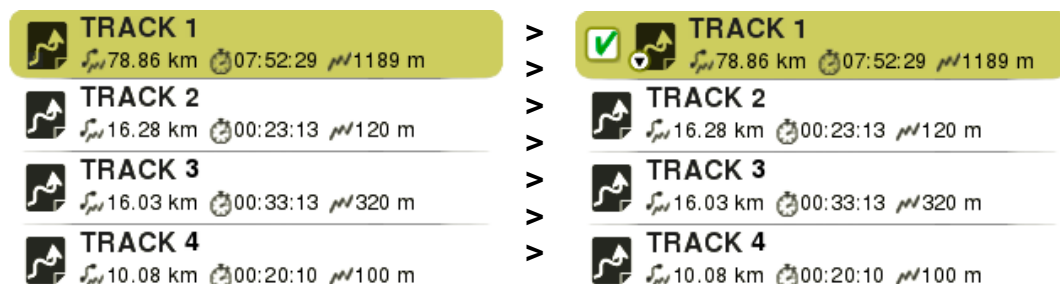 TRACK 1
78.86 km 07:52:29 1189 m
TRACK 2
16.28 km 00:23:13 120 m
TRACK 3
16.03 km 00:33:13 320 m
TRACK 4
10.08 km 00:20:10 100 m
>
>
>
>
>
>
>
TRACK 1
78.86 km 07:52:29 1189 m
TRACK 2
16.28 km 00:23:13 120 m
TRACK 3
16.03 km 00:33:13 320 m
TRACK 4
10.08 km 00:20:10 100 m